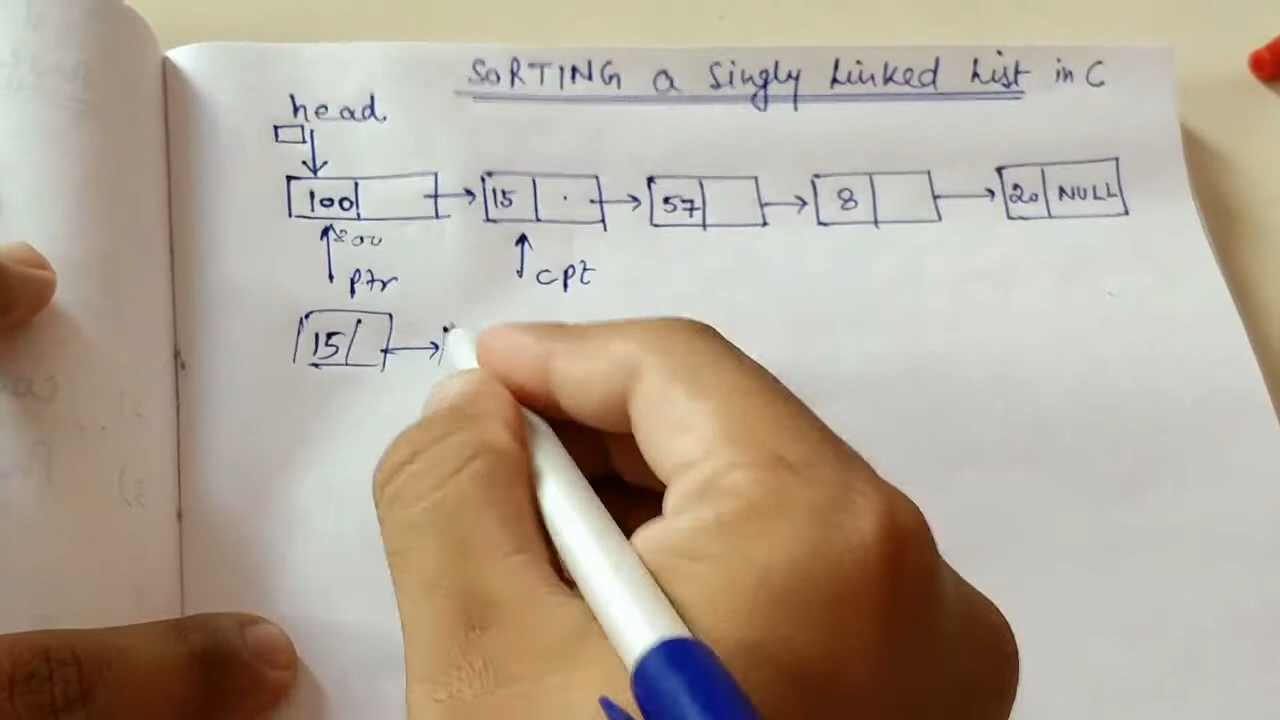 SORTING a Singly Linked List in C
head.
100 15 57 8 20 NULL
ptr cpt
15